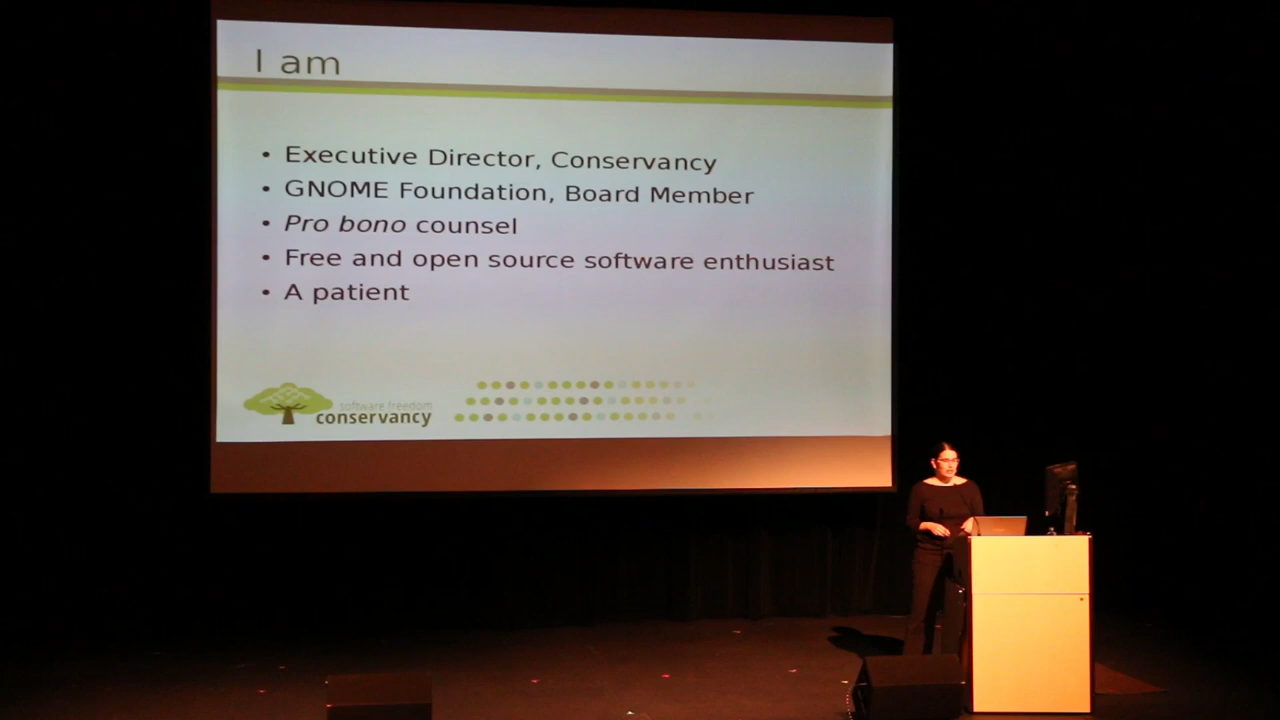 I am
• Executive Director, Conservancy
• GNOME Foundation, Board Member
• Pro bono counsel
• Free and open source software enthusiast
• A patient
software freedom
conservancy